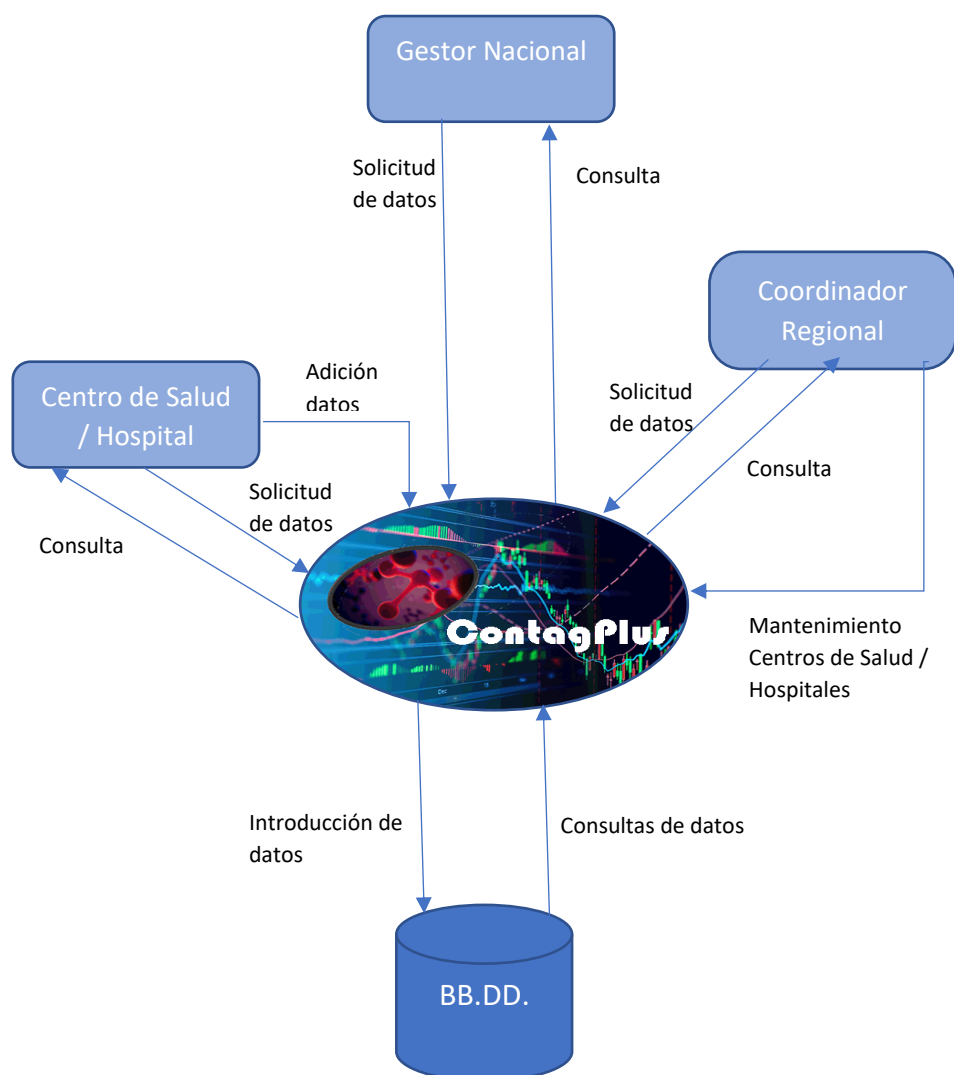 Gestor Nacional
Solicitud
de datos
Consulta
Coordinador
Regional
Centro de Salud
/ Hospital
Adición
datos
Solicitud
de datos
Consulta
Solicitud
de datos
Consulta
ContagPlus
Mantenimiento
Centros de Salud /
Hospitales
Introducción de
datos
Consultas de datos
BB.DD.
Dec